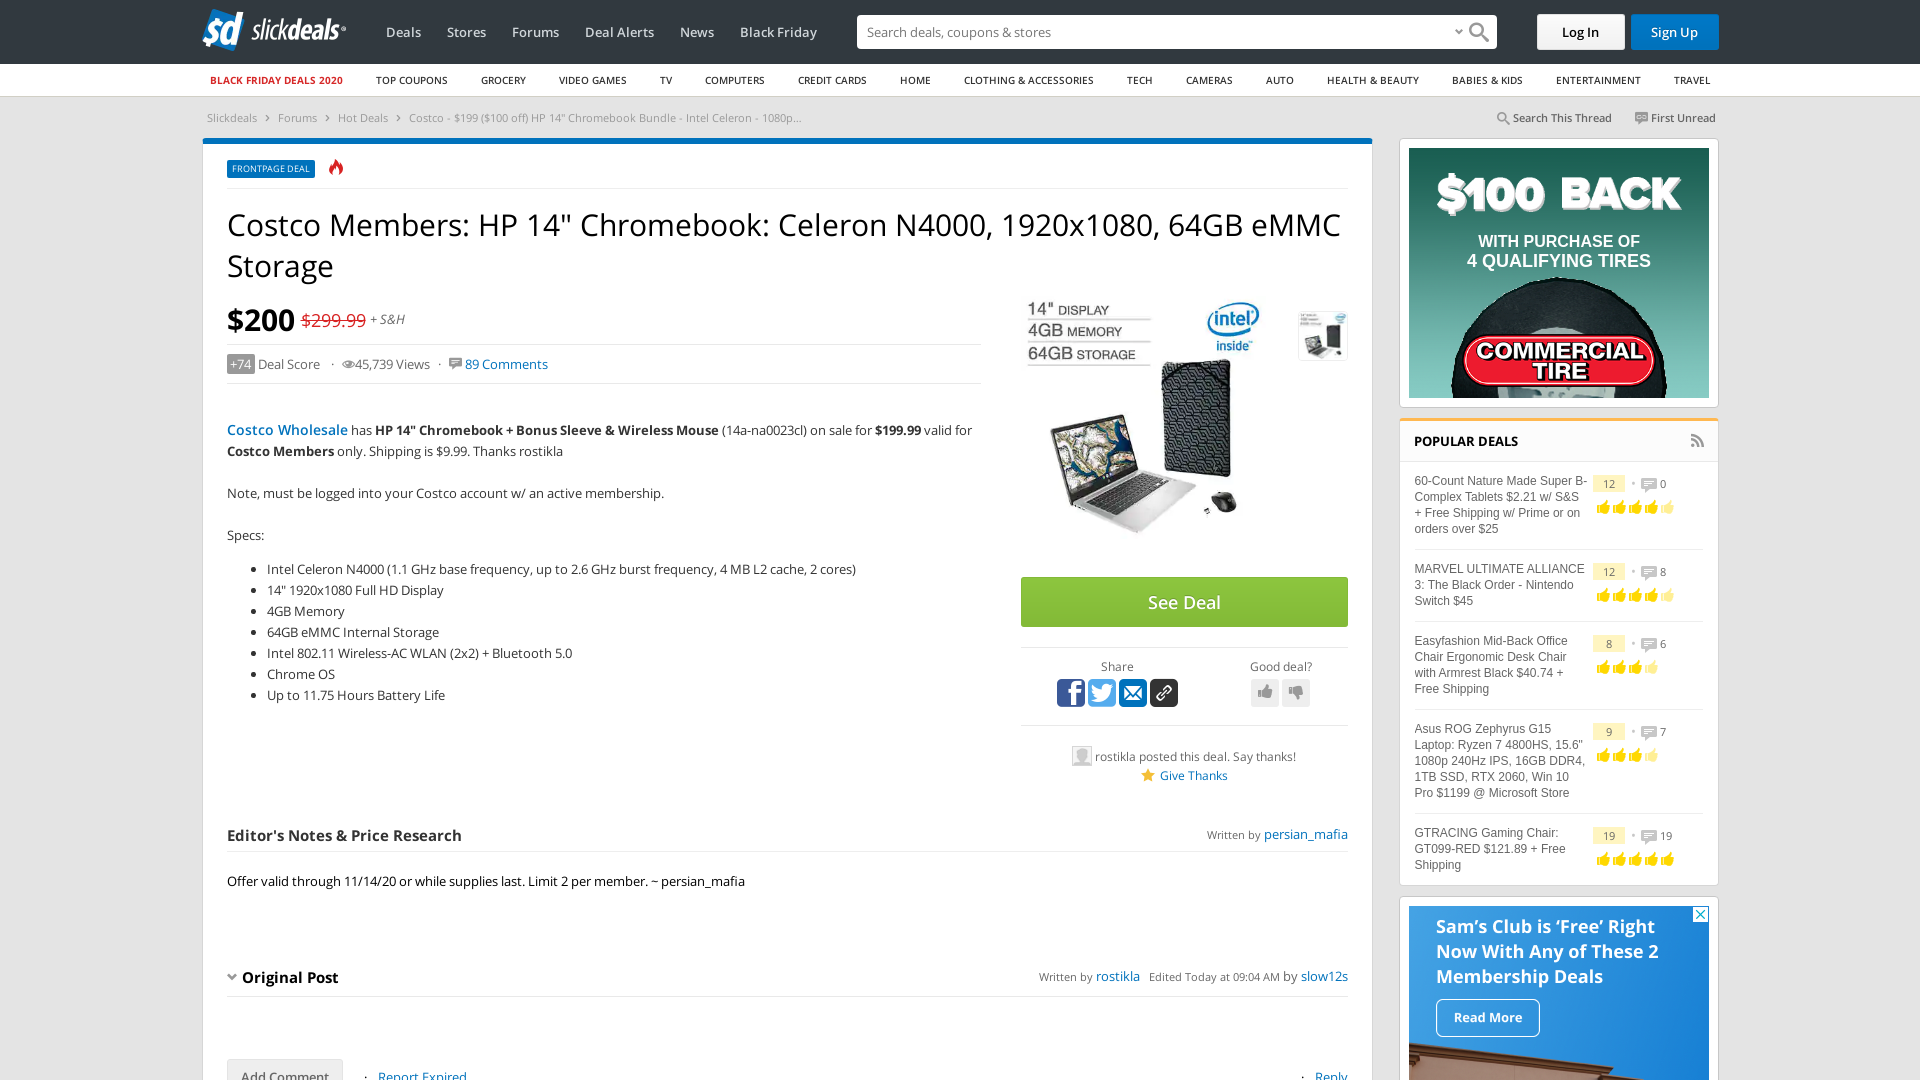 slickdeals
Deals
Stores
Forums
Deal Alerts
News
Black Friday
Search deals, coupons & stores
Log In
Sign Up
BLACK FRIDAY DEALS 2020
TOP COUPONS
GROCERY
VIDEO GAMES
TV
COMPUTERS
CREDIT CARDS
HOME
CLOTHING & ACCESSORIES
TECH
CAMERAS
AUTO
HEALTH & BEAUTY
BABIES & KIDS
ENTERTAINMENT
TRAVEL
Slickdeals › Forums › Hot Deals › Costco - $199 ($100 off) HP 14" Chromebook Bundle - Intel Celeron - 1080p...
Search This Thread
First Unread
FRONTPAGE DEAL
Costco Members: HP 14" Chromebook: Celeron N4000, 1920x1080, 64GB eMMC
Storage
$200 $299.99 + S&H
+74 Deal Score · 45,739 Views · 89 Comments
Costco Wholesale has HP 14" Chromebook + Bonus Sleeve & Wireless Mouse (14a-na0023cl) on sale for $199.99 valid for
Costco Members only. Shipping is $9.99. Thanks rostikla
Note, must be logged into your Costco account w/ an active membership.
Specs:
• Intel Celeron N4000 (1.1 GHz base frequency, up to 2.6 GHz burst frequency, 4 MB L2 cache, 2 cores)
• 14" 1920x1080 Full HD Display
• 4GB Memory
• 64GB eMMC Internal Storage
• Intel 802.11 Wireless-AC WLAN (2x2) + Bluetooth 5.0
• Chrome OS
• Up to 11.75 Hours Battery Life
14" DISPLAY
4GB MEMORY
64GB STORAGE
intel
inside™
See Deal
Share
Good deal?
rostikla posted this deal. Say thanks!
Give Thanks
Editor's Notes & Price Research
Written by persian_mafia
Offer valid through 11/14/20 or while supplies last. Limit 2 per member. ~ persian_mafia
Original Post
Written by rostikla Edited Today at 09:04 AM by slow12s
Add Comment
· Report Expired
· Reply
$100 BACK
WITH PURCHASE OF
4 QUALIFYING TIRES
COMMERCIAL
TIRE
POPULAR DEALS
60-Count Nature Made Super B-
Complex Tablets $2.21 w/ S&S
+ Free Shipping w/ Prime or on
orders over $25
12 • 0
MARVEL ULTIMATE ALLIANCE
3: The Black Order - Nintendo
Switch $45
12 • 8
Easyfashion Mid-Back Office
Chair Ergonomic Desk Chair
with Armrest Black $40.74 +
Free Shipping
8 • 6
Asus ROG Zephyrus G15
Laptop: Ryzen 7 4800HS, 15.6"
1080p 240Hz IPS, 16GB DDR4,
1TB SSD, RTX 2060, Win 10
Pro $1199 @ Microsoft Store
9 • 7
GTRACING Gaming Chair:
GT099-RED $121.89 + Free
Shipping
19 • 19
Sam's Club is 'Free' Right
Now With Any of These 2
Membership Deals
Read More